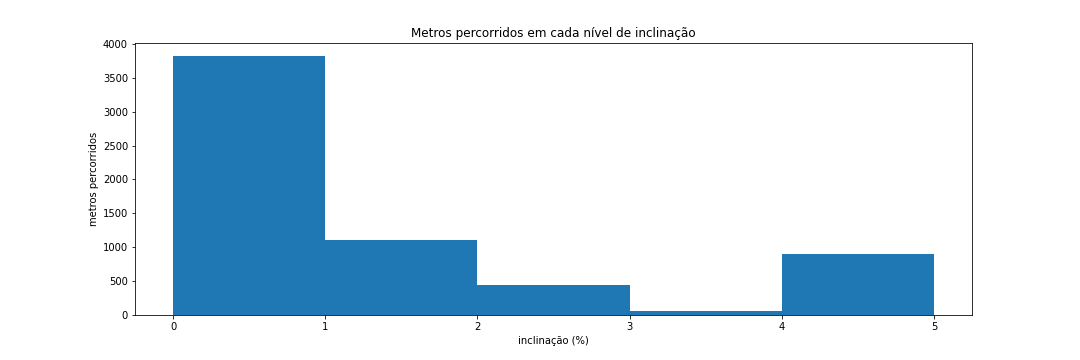 Metros percorridos em cada nível de inclinação
4000
3500
3000
2500
2000
1500
1000
500
0
metros percorridos
0 1 2 3 4 5
inclinação (%)